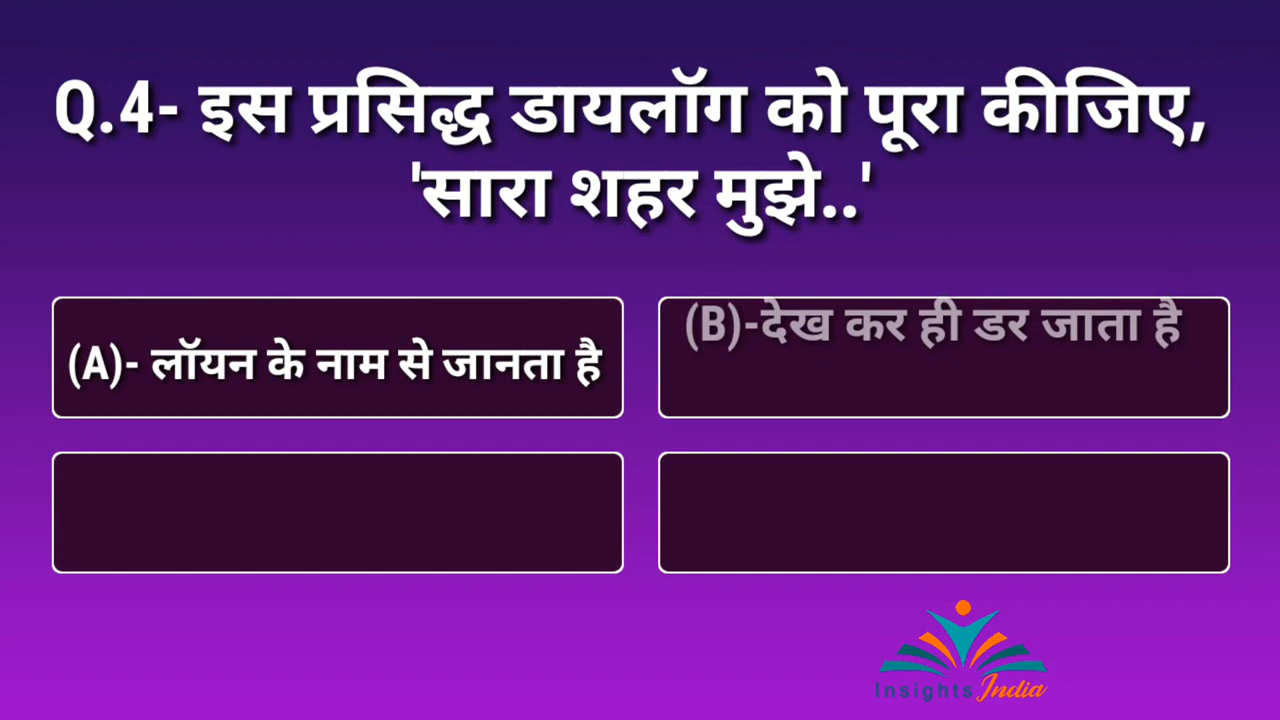 Q.4- इस प्रसिद्ध डायलॉग को पूरा कीजिए,
'सारा शहर मुझे..'
(A)- लॉयन के नाम से जानता है
(B)-देख कर ही डर जाता है
Insights India